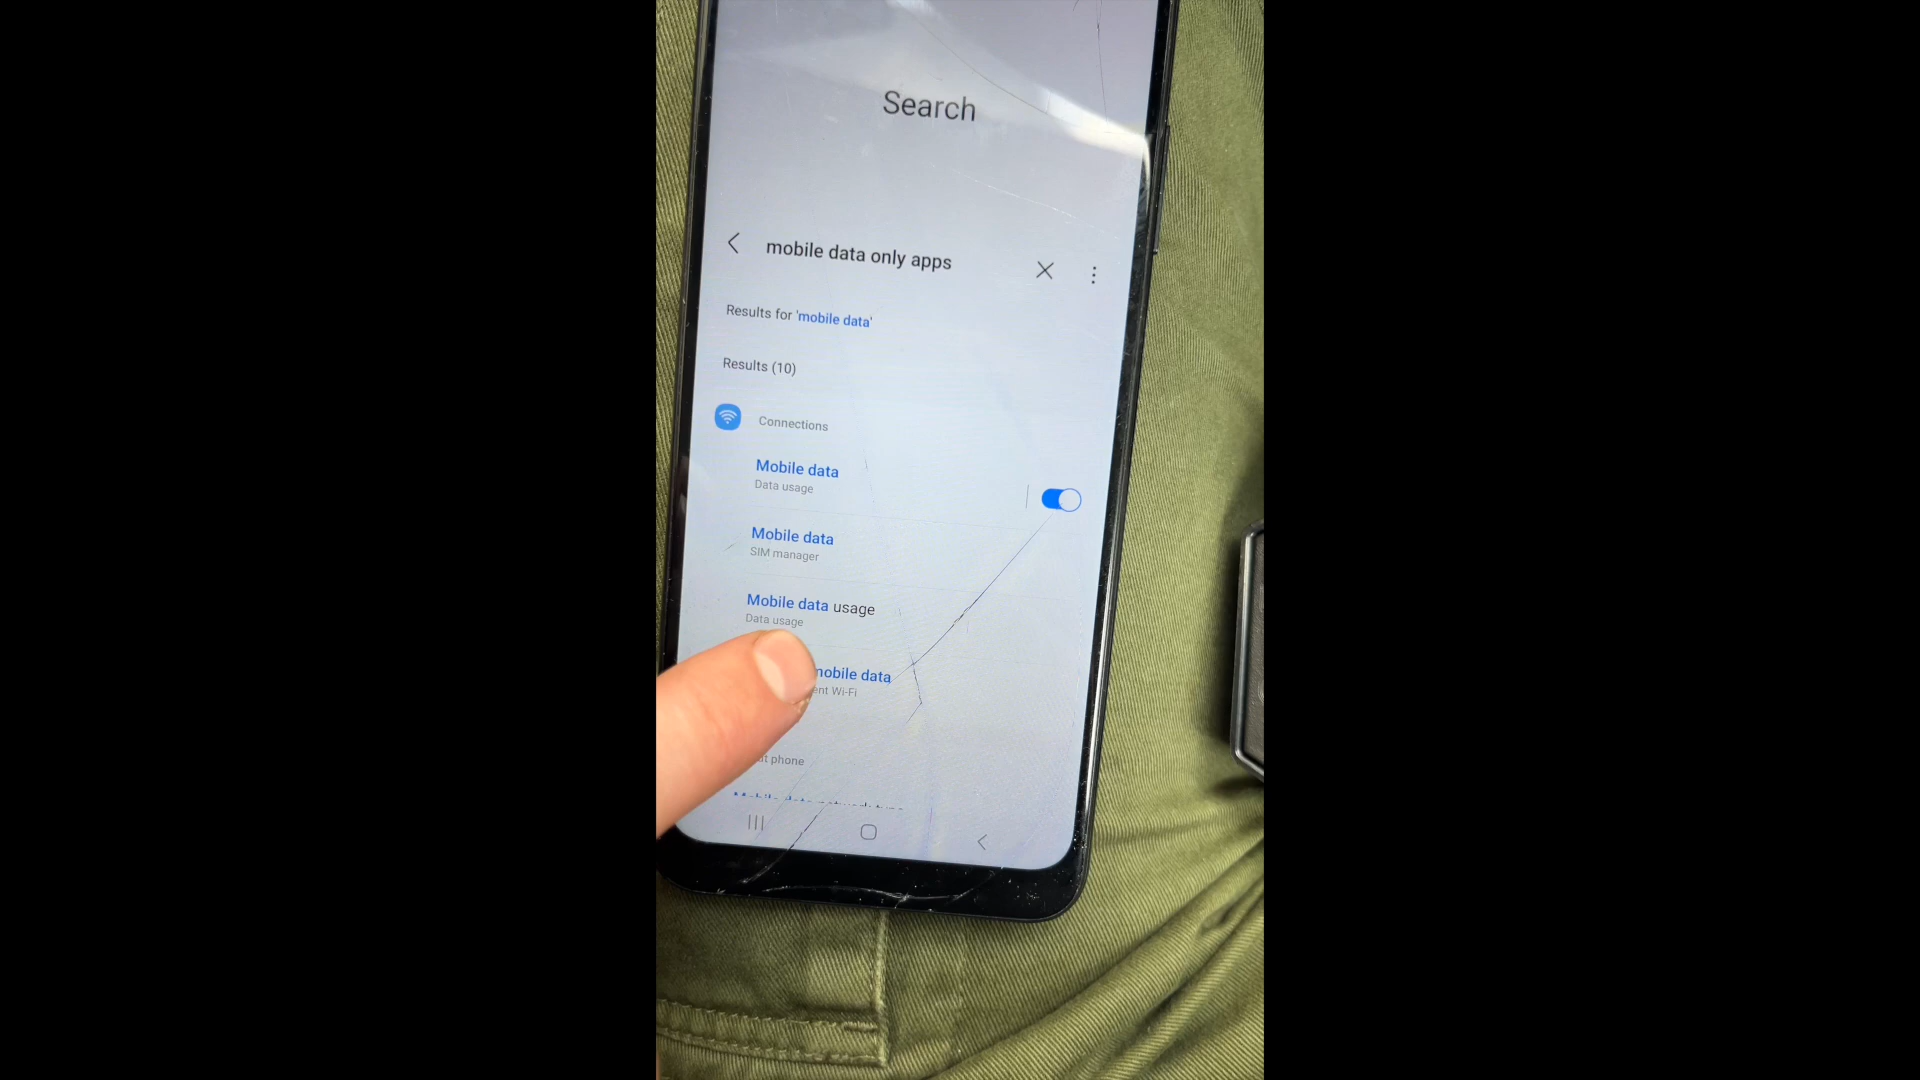 Search
mobile data only apps
Results for 'mobile data'
Results (10)
Connections
Mobile data
Data usage
Mobile data
SIM manager
Mobile data usage
Data usage
mobile data
Wi-Fi
phone